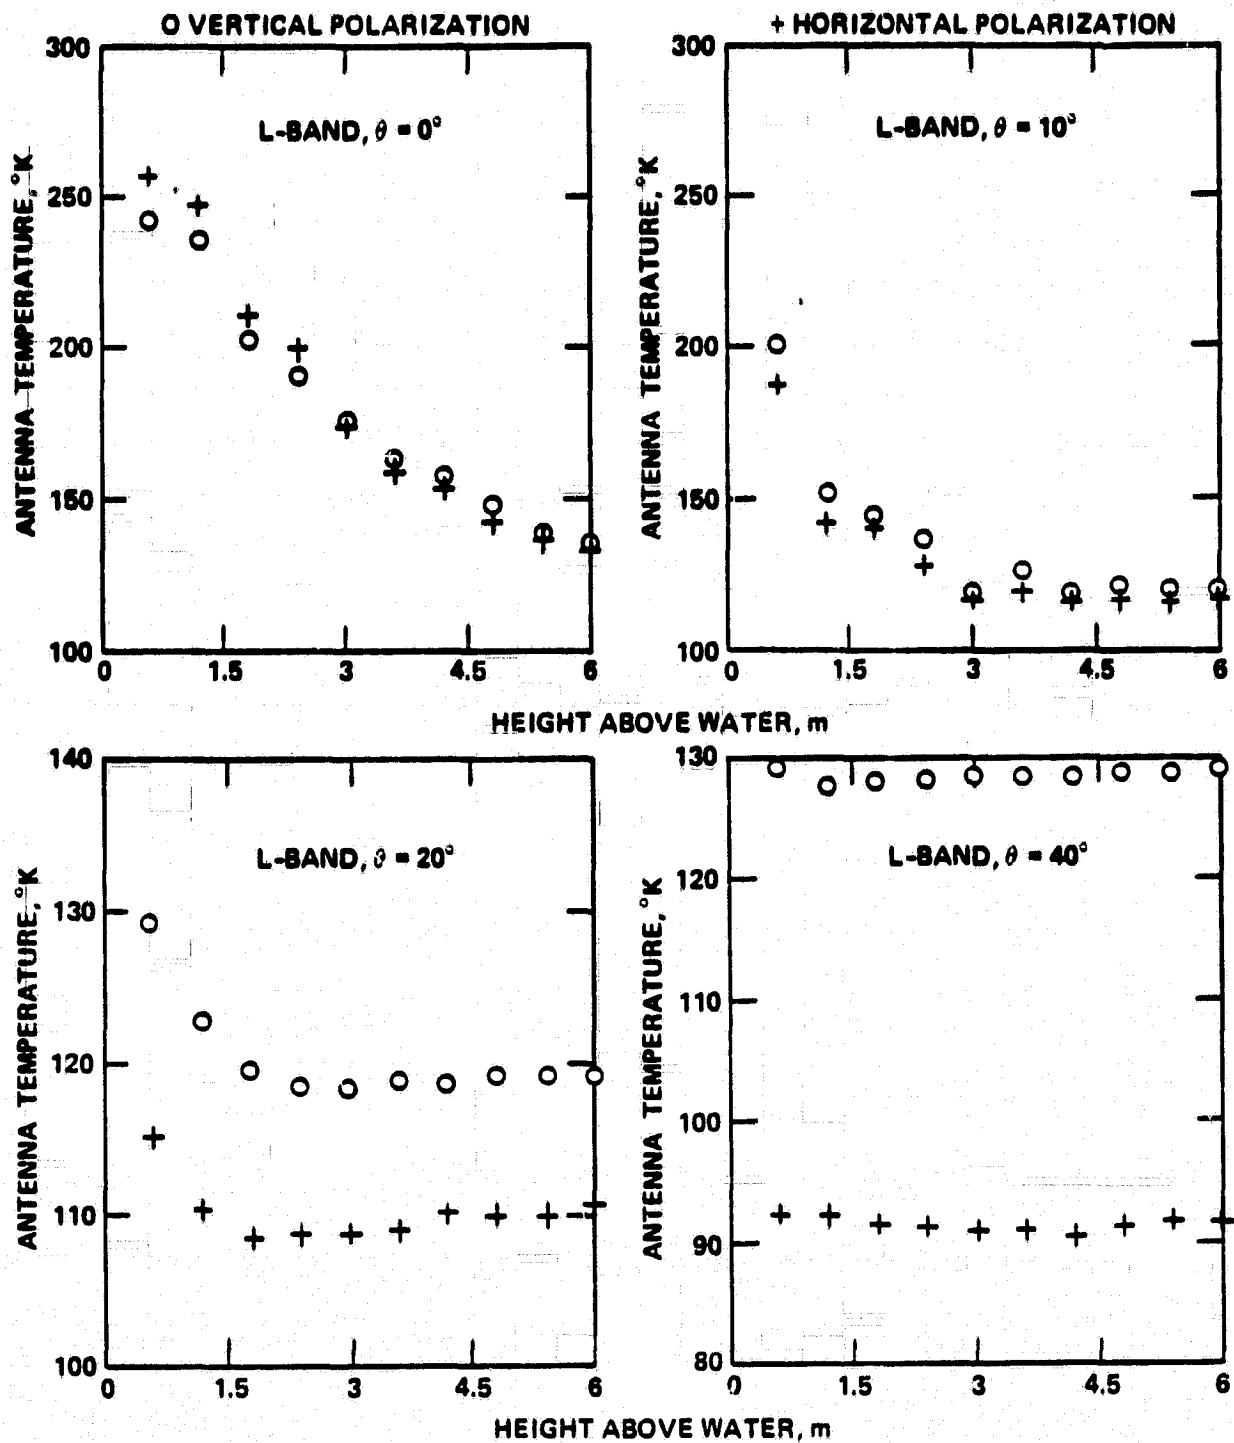 O VERTICAL POLARIZATION
+ HORIZONTAL POLARIZATION
300
250
200
150
100
0 1.5 3 4.5 6
ANTENNA TEMPERATURE, °K
L-BAND, θ = 0°
300
250
200
150
100
0 1.5 3 4.5 6
ANTENNA TEMPERATURE, °K
L-BAND, θ = 10°
HEIGHT ABOVE WATER, m
140
130
120
110
100
0 1.5 3 4.5 6
ANTENNA TEMPERATURE, °K
L-BAND, θ = 20°
130
120
110
100
90
80
0 1.5 3 4.5 6
ANTENNA TEMPERATURE, °K
L-BAND, θ = 40°
HEIGHT ABOVE WATER, m